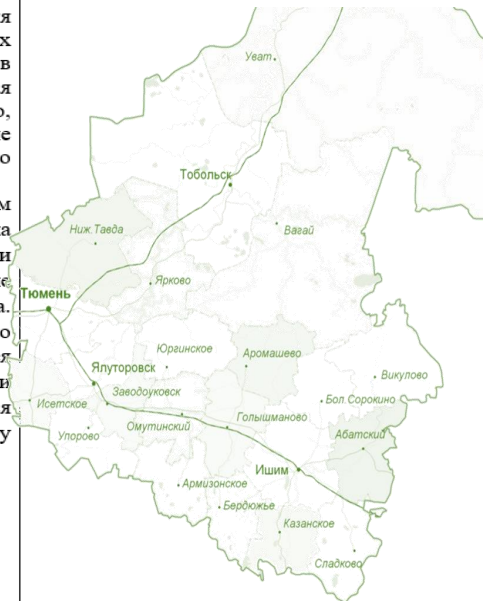 я
х
в
я
о,
е
о
м
а
и
е
а.
о
я
и
я
у
Уват
Тобольск
Ниж.Тавда
Вагай
Ярково
Тюмень
Юргинское
Аромашево
Ялуторовск
Викулово
Заводоуковск
Исетское
Бол.Сорокино
Голышманово
Омутинский
Упорово
Абатский
Ишим
Армизонское
Бердюжье
Казанское
Сладково